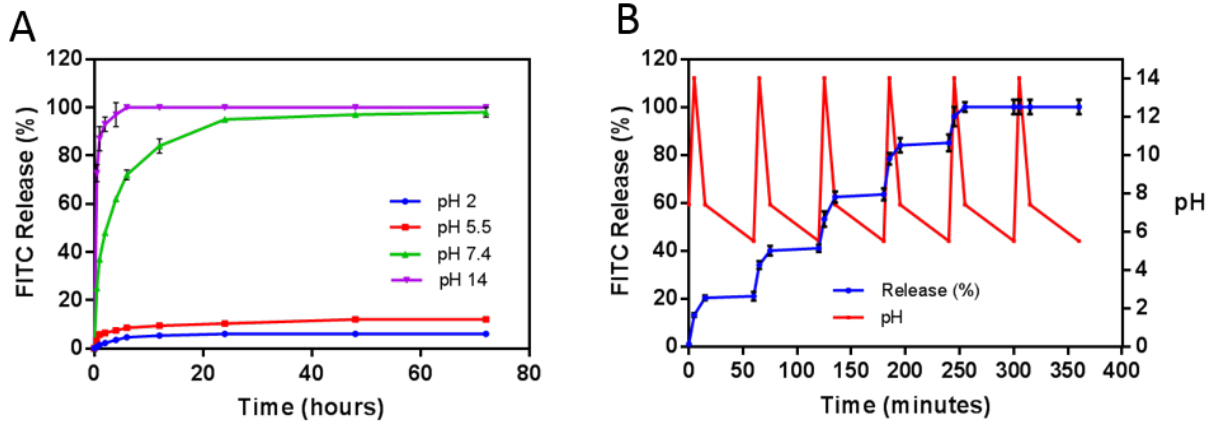 A
FITC Release (%)
120
100
80
60
40
20
0
pH 2
pH 5.5
pH 7.4
pH 14
0 20 40 60 80
Time (hours)
B
FITC Release (%)
120
100
80
60
40
20
0
Release (%)
pH
14
12
10
8
6
4
2
0
pH
0 50 100 150 200 250 300 350 400
Time (minutes)